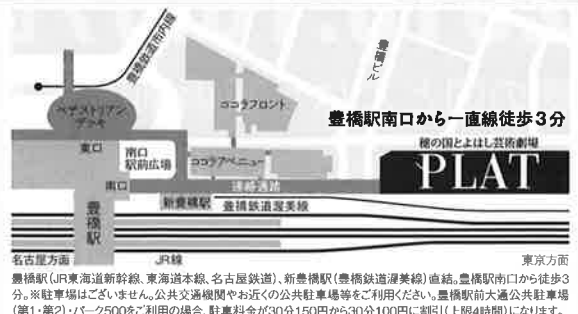 豊橋鉄道市内線
豊橋ビル
ココラフロント
ペデストリアン
デッキ
豊橋駅南口から一直線徒歩3分
東口
南口
駅前広場
ココラアベニュー
穂の国とよはし芸術劇場
PLAT
南口
連絡通路
豊橋駅
新豊橋駅
豊橋鉄道渥美線
名古屋方面
JR線
東京方面
豊橋駅(JR東海道新幹線、東海道本線、名古屋鉄道)、新豊橋駅(豊橋鉄道渥美線)直結。豊橋駅南口から徒歩3
分。※駐車場はございません。公共交通機関やお近くの公共駐車場等をご利用ください。豊橋駅前大通公共駐車場
(第1・第2)・パーク500をご利用の場合、駐車料金が30分150円から30分100円に割引(上限4時間)になります。